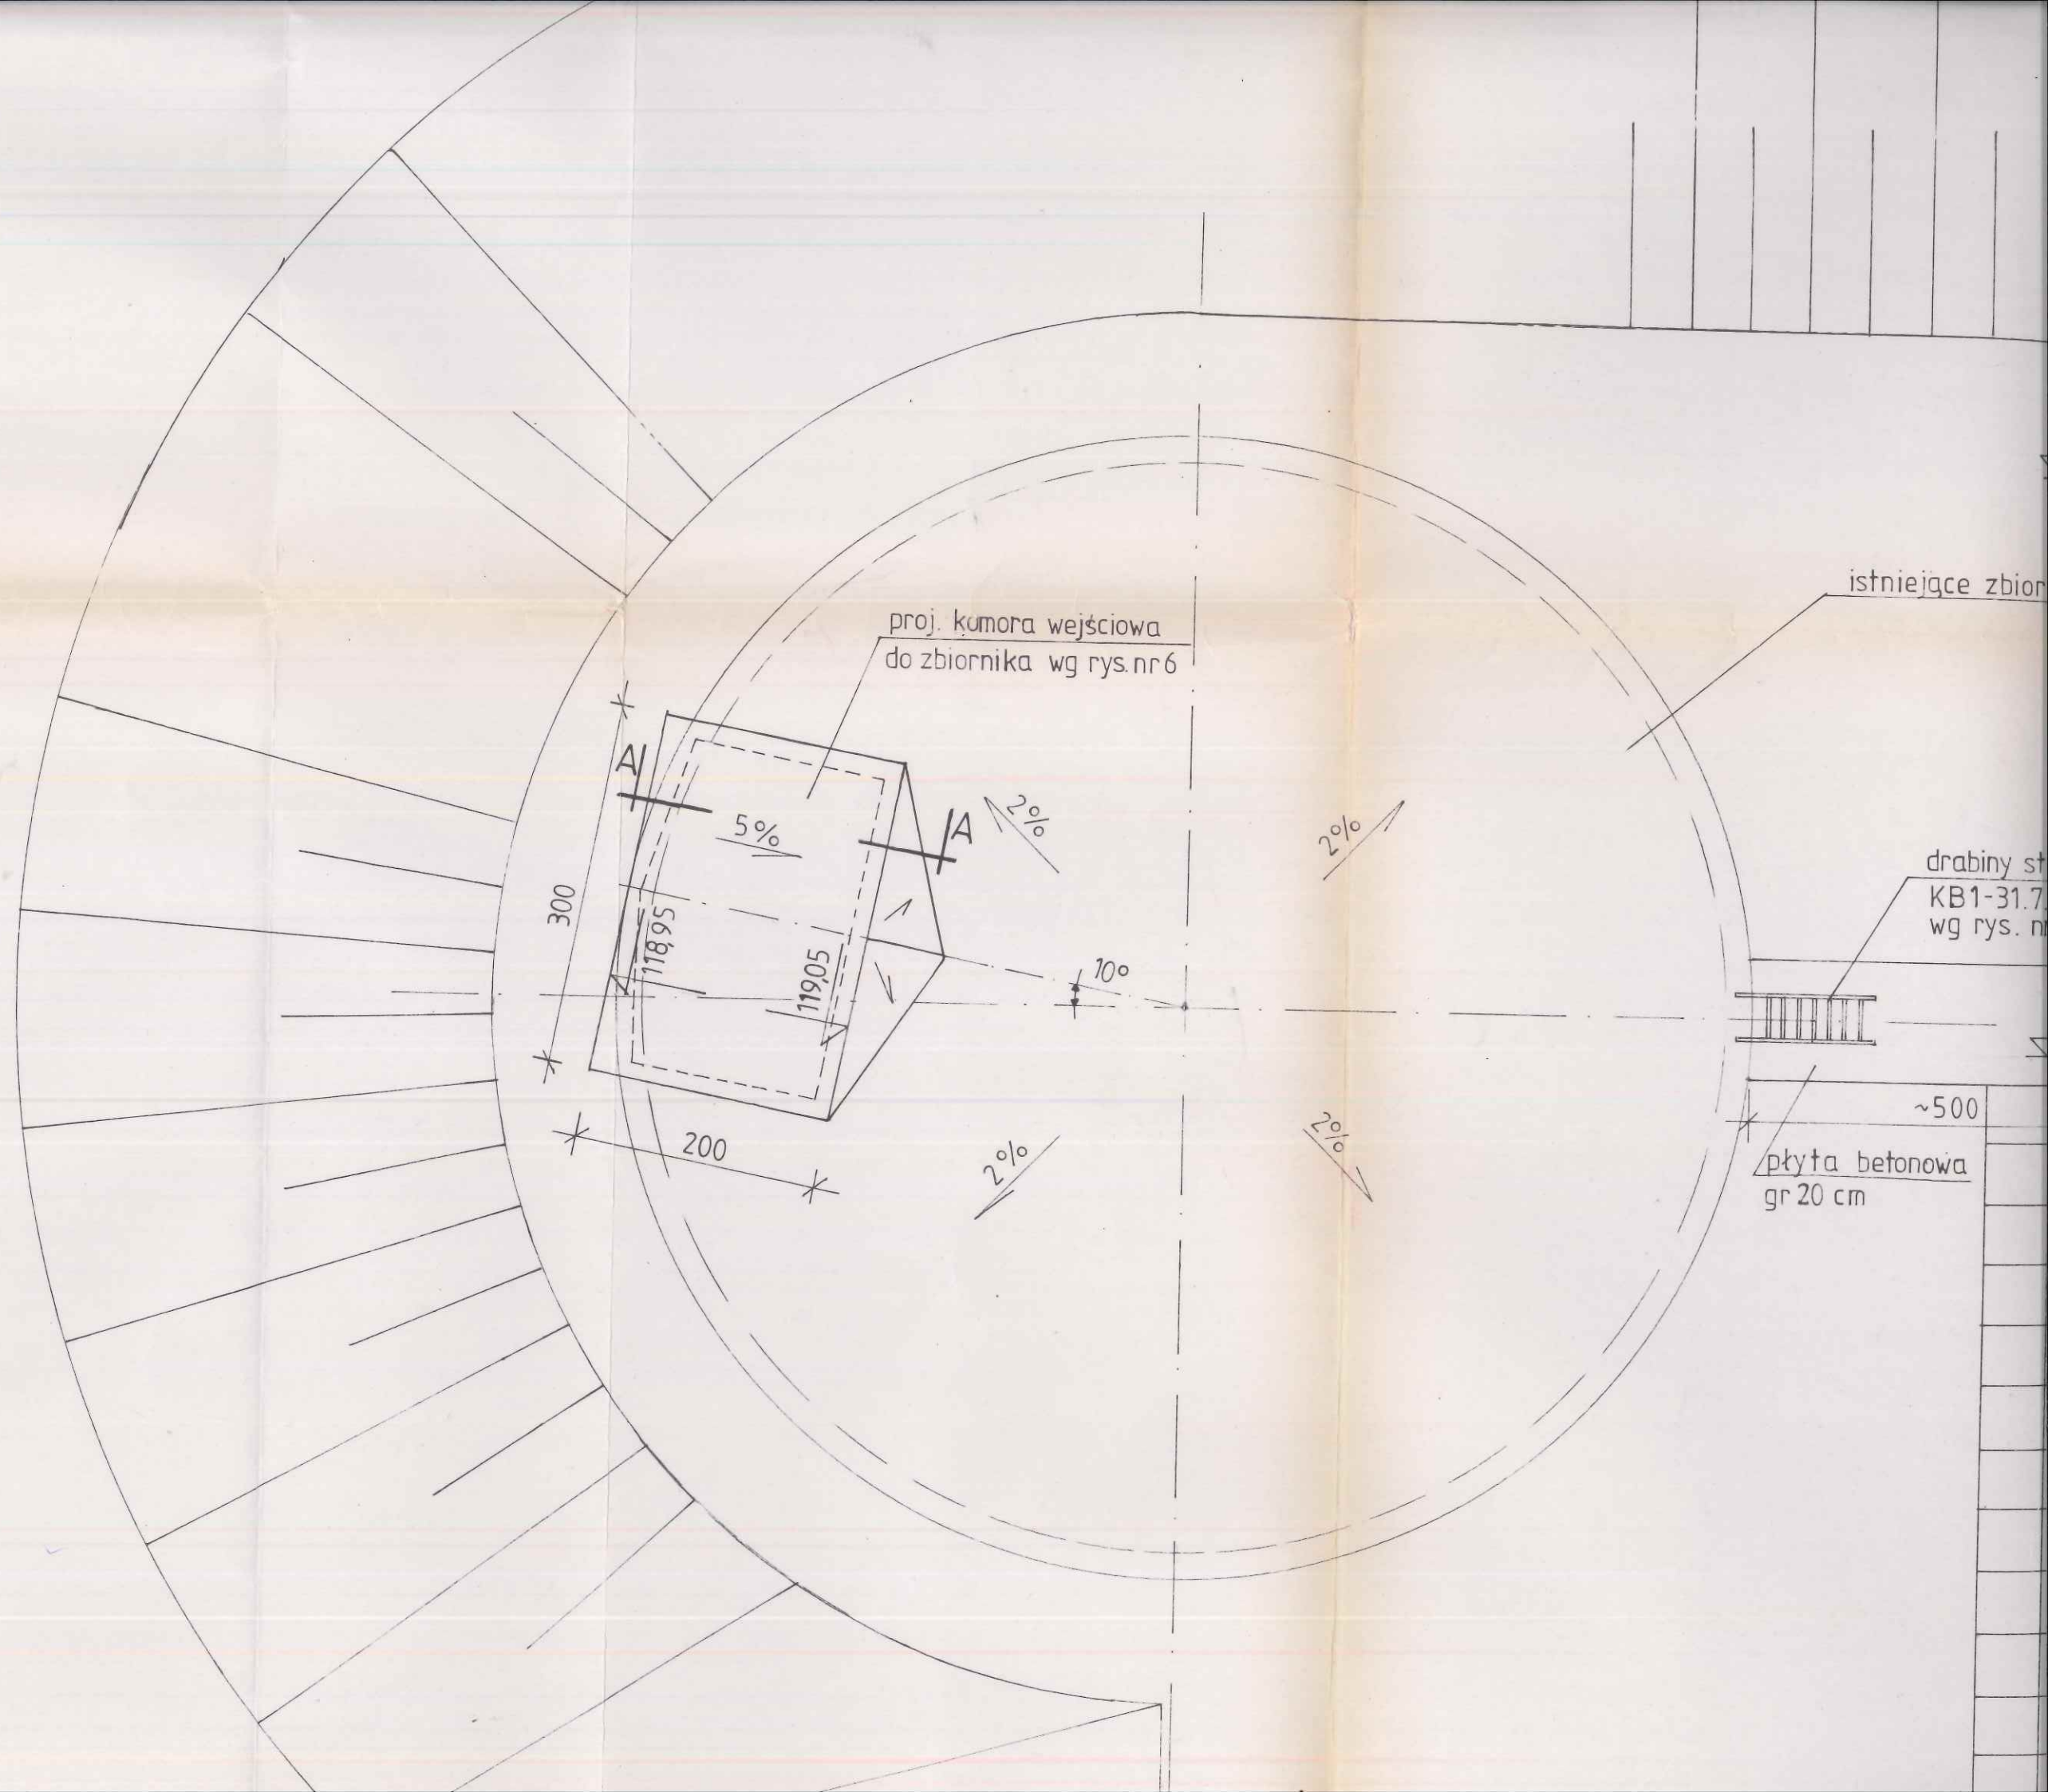 istniejące zbior
proj. komora wejściowa
do zbiornika wg rys. nr 6
A
5%
A
2%
2%
drabiny st
KB1-31.7.
wg rys. n
300
118,95
119,05
10°
~500
200
2%
2%
płyta betonowa
gr 20 cm